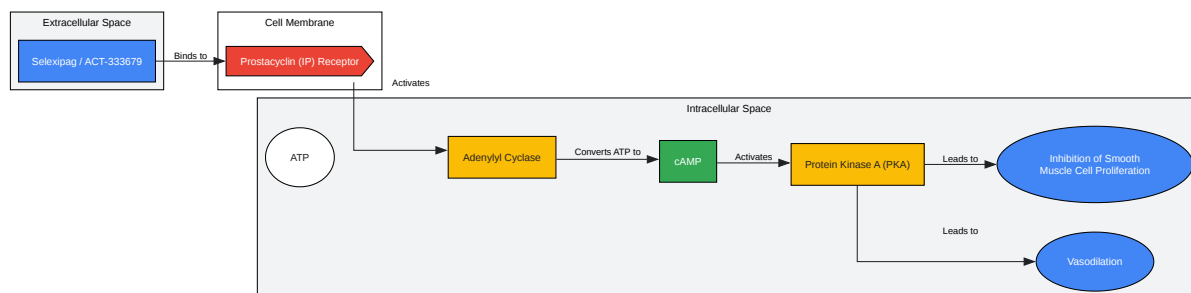 Extracellular Space
Selexipag / ACT-333679
Binds to
Cell Membrane
Prostacyclin (IP) Receptor
Activates
Intracellular Space
ATP
Adenylyl Cyclase
Converts ATP to
cAMP
Activates
Protein Kinase A (PKA)
Leads to
Inhibition of Smooth
Muscle Cell Proliferation
Leads to
Vasodilation